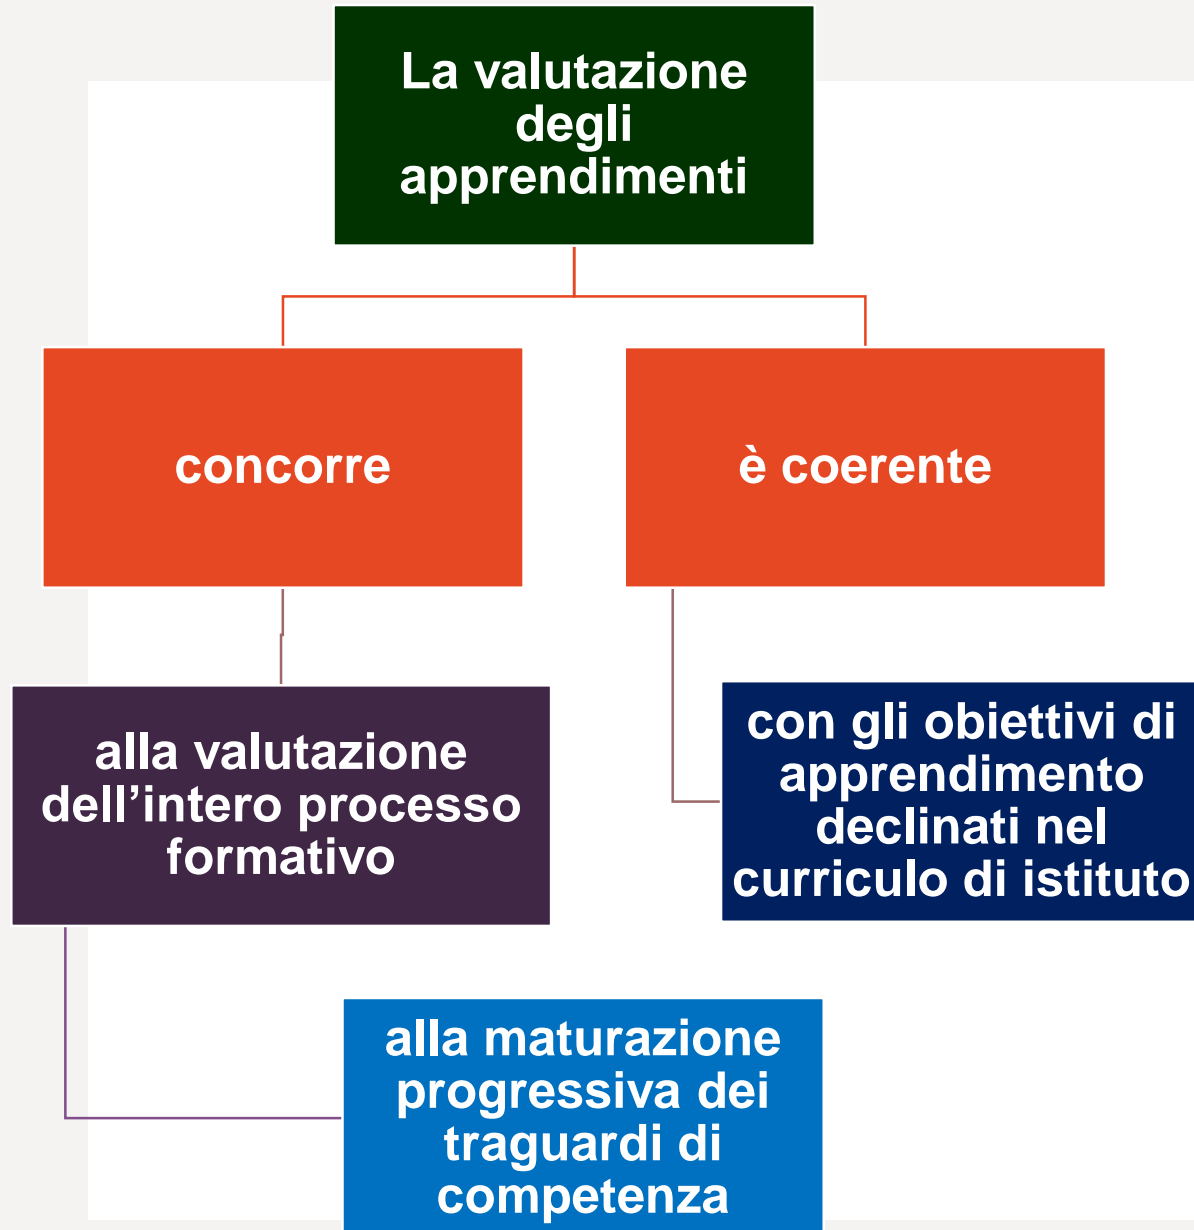 La valutazione
degli
apprendimenti
concorre
è coerente
alla valutazione
dell’intero processo
formativo
con gli obiettivi di
apprendimento
declinati nel
curriculo di istituto
alla maturazione
progressiva dei
traguardi di
competenza